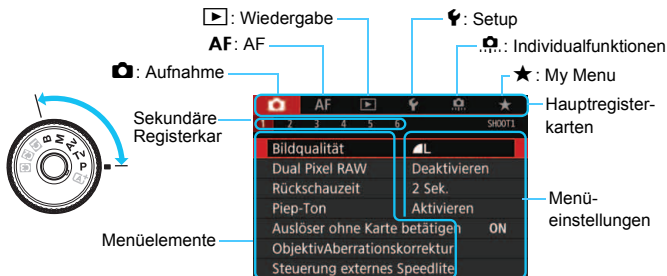 : Wiedergabe
: Setup
AF: AF
: Individualfunktionen
: Aufnahme
★: My Menu
Sekundäre
Registerkar
Hauptregister-
karten
AF
1 2 3 4 5 6 SHOOT1
Bildqualität L
Dual Pixel RAW Deaktivieren
Rückschauzeit 2 Sek.
Piep-Ton Aktivieren
Auslöser ohne Karte betätigen ON
ObjektivAberrationskorrektur
Steuerung externes Speedlite
Menü-
einstellungen
Menüelemente
B
M
Av
Tv
P
A+